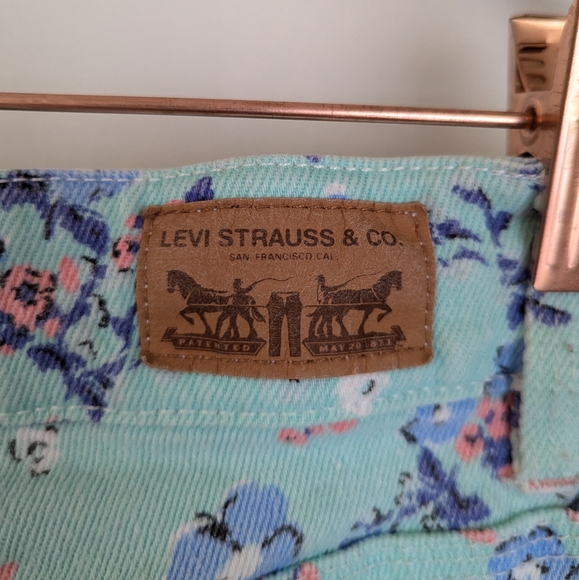 LEVI STRAUSS & CO.
SAN FRANCISCO CAL.
PATENTED MAY 20 1873